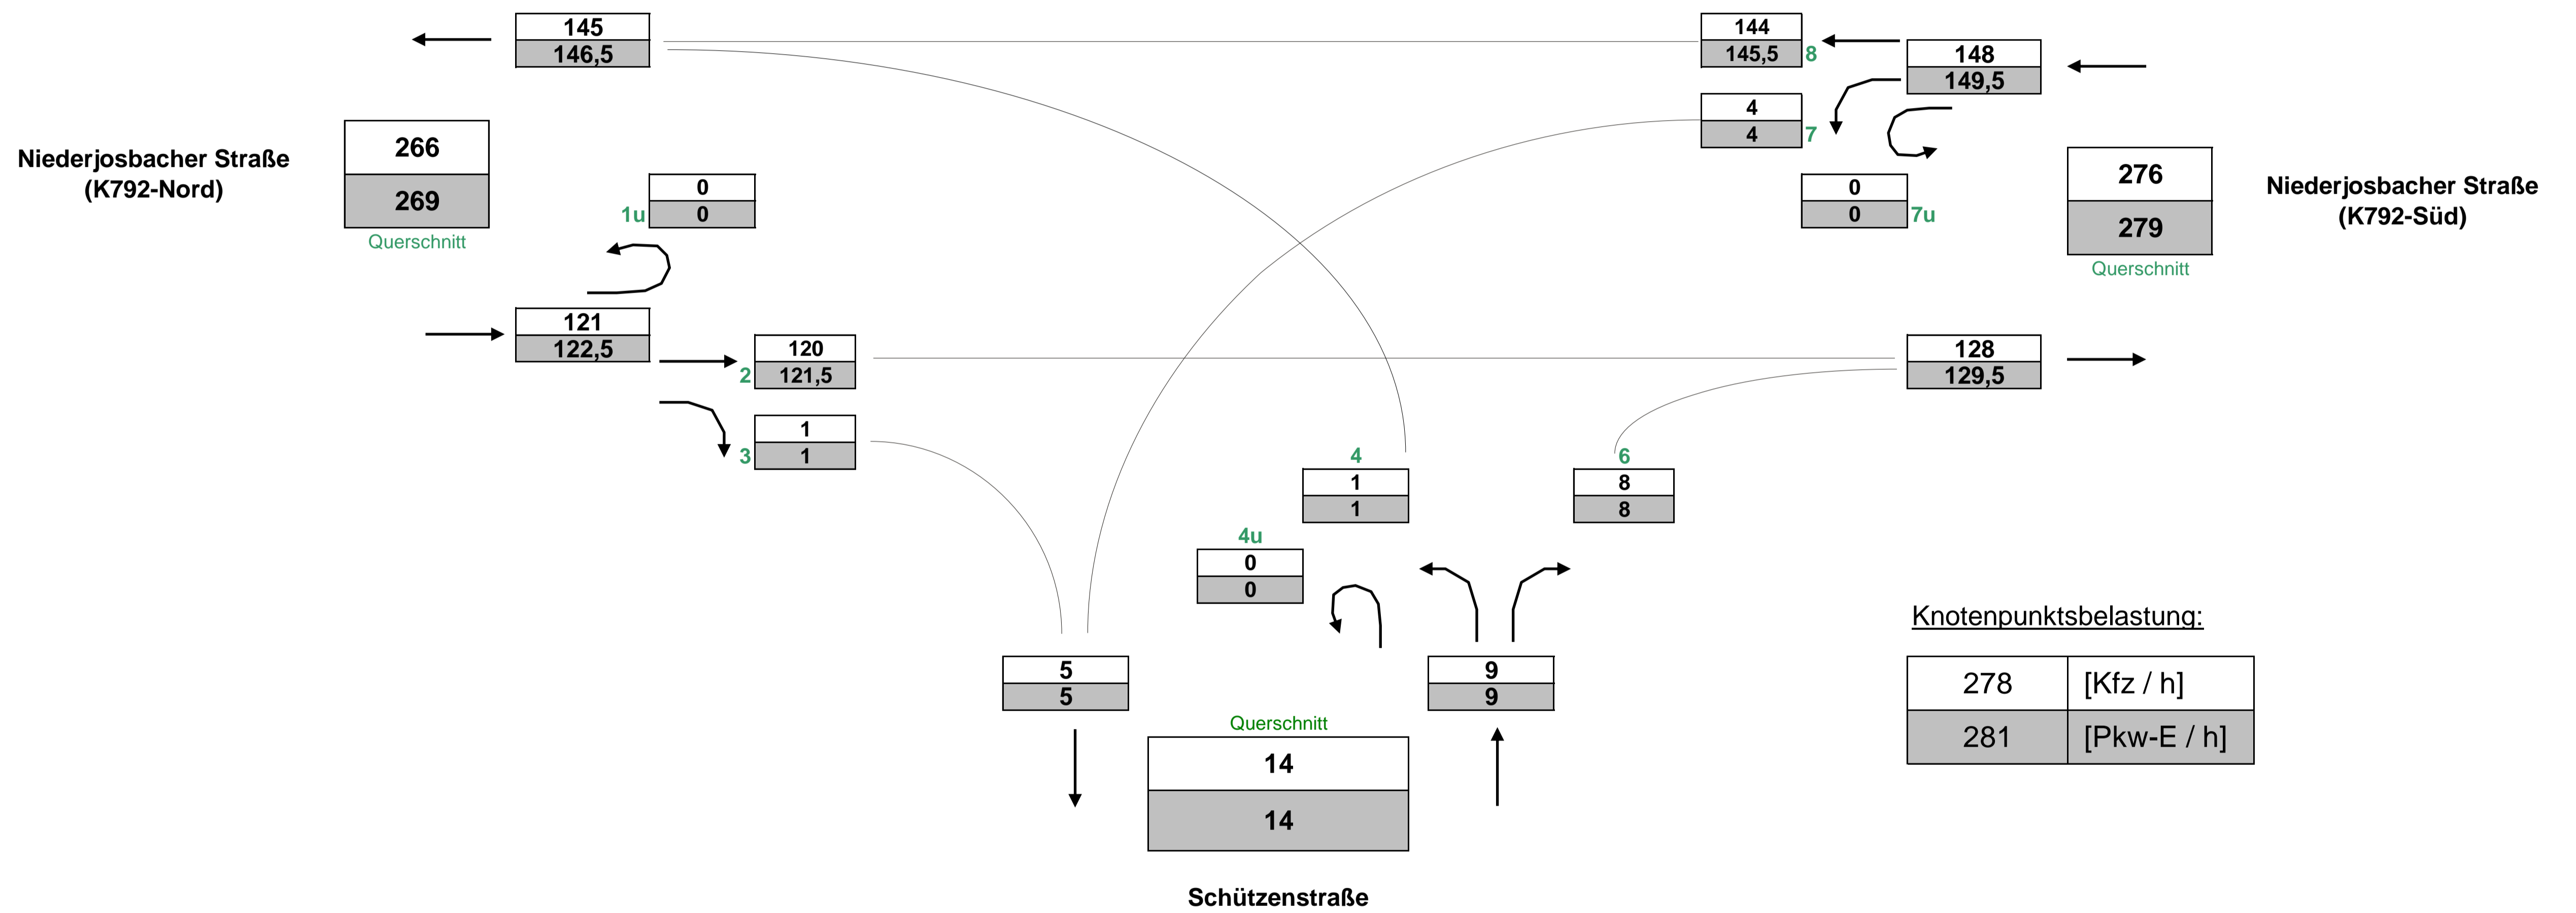 145
146,5
144
145,5 8
148
149,5
4
4 7
Niederjosbacher Straße
(K792-Nord)
266
269
Querschnitt
0
1u 0
0
0 7u
276
279
Querschnitt
Niederjosbacher Straße
(K792-Süd)
121
122,5
120
2 121,5
1
3 1
128
129,5
4
1
1
6
8
8
4u
0
0
5
5
9
9
Querschnitt
14
14
Schützenstraße
Knotenpunktsbelastung:
278 [Kfz / h]
281 [Pkw-E / h]